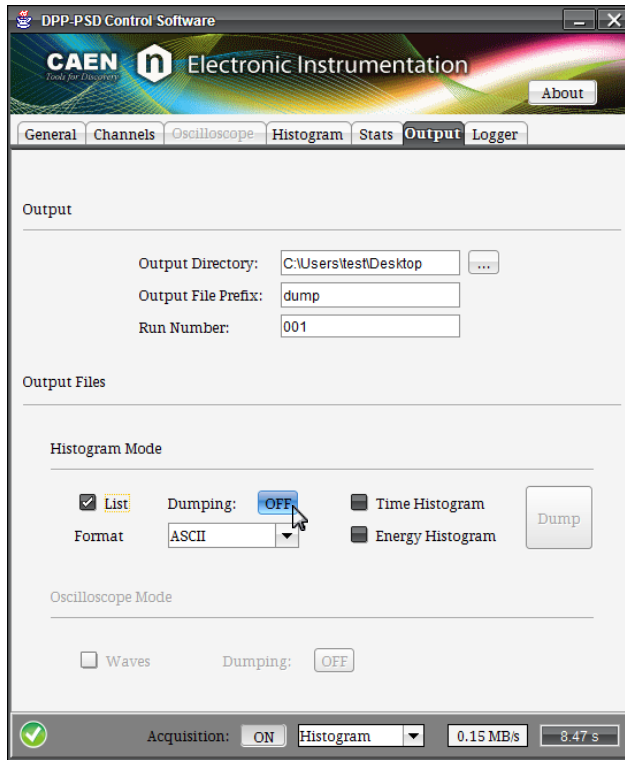 DPP-PSD Control Software
CAEN n Electronic Instrumentation
Tools for Discovery
About
General Channels Oscilloscope Histogram Stats Output Logger
Output
Output Directory: C:\Users\test\Desktop ...
Output File Prefix: dump
Run Number: 001
Output Files
Histogram Mode
List Dumping: OFF Time Histogram
Format ASCII Energy Histogram
Dump
Oscilloscope Mode
Waves Dumping: OFF
Acquisition: ON Histogram 0.15 MB/s 8.47 s